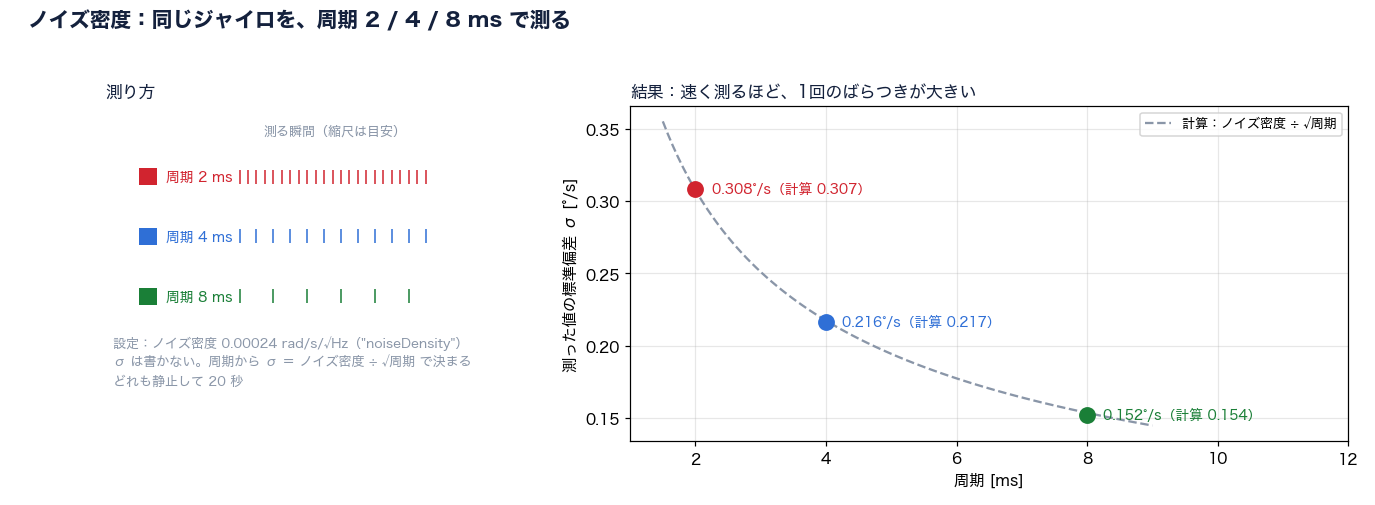 ノイズ密度：同じジャイロを、周期 2 / 4 / 8 ms で測る
測り方
測る瞬間（縮尺は目安）
周期 2 ms
周期 4 ms
周期 8 ms
設定：ノイズ密度 0.00024 rad/s/√Hz（"noiseDensity"）
σ は書かない。周期から σ = ノイズ密度 ÷ √周期 で決まる
どれも静止して 20 秒
結果：速く測るほど、1回のばらつきが大きい
計算：ノイズ密度 ÷ √周期
測った値の標準偏差 σ [°/s]
0.35
0.30
0.25
0.20
0.15
0.308°/s（計算 0.307）
0.216°/s（計算 0.217）
0.152°/s（計算 0.154）
2
4
6
8
10
12
周期 [ms]